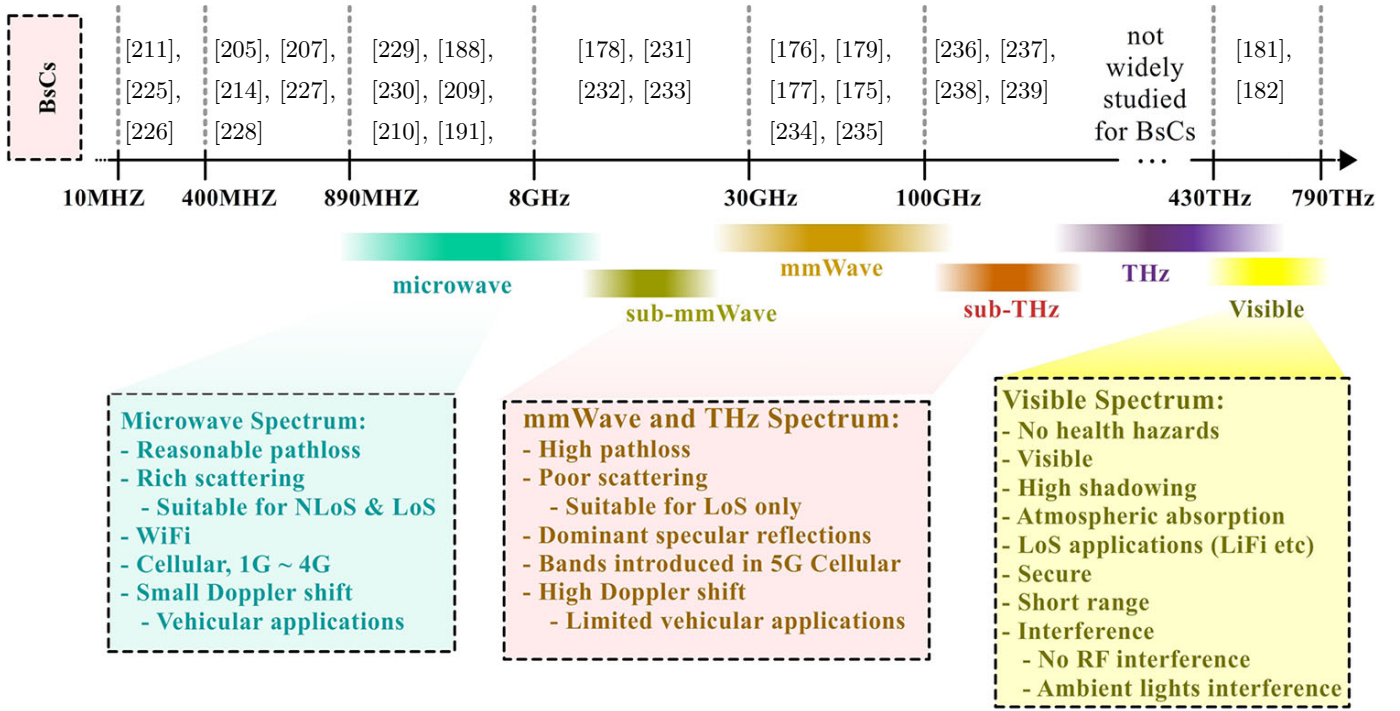 BsCs
[211],
[225],
[226]
[205], [207],
[214], [227],
[228]
[229], [188],
[230], [209],
[210], [191],
[178], [231]
[232], [233]
[176], [179],
[177], [175],
[234], [235]
[236], [237],
[238], [239]
not
widely
studied
for BsCs
[181],
[182]
...
10MHZ 400MHZ 890MHZ 8GHz 30GHz 100GHz 430THz 790THz
microwave
sub-mmWave
mmWave
sub-THz
THz
Visible
Microwave Spectrum:
- Reasonable pathloss
- Rich scattering
- Suitable for NLoS & LoS
- WiFi
- Cellular, 1G ~ 4G
- Small Doppler shift
- Vehicular applications
mmWave and THz Spectrum:
- High pathloss
- Poor scattering
- Suitable for LoS only
- Dominant specular reflections
- Bands introduced in 5G Cellular
- High Doppler shift
- Limited vehicular applications
Visible Spectrum:
- No health hazards
- Visible
- High shadowing
- Atmospheric absorption
- LoS applications (LiFi etc)
- Secure
- Short range
- Interference
- No RF interference
- Ambient lights interference